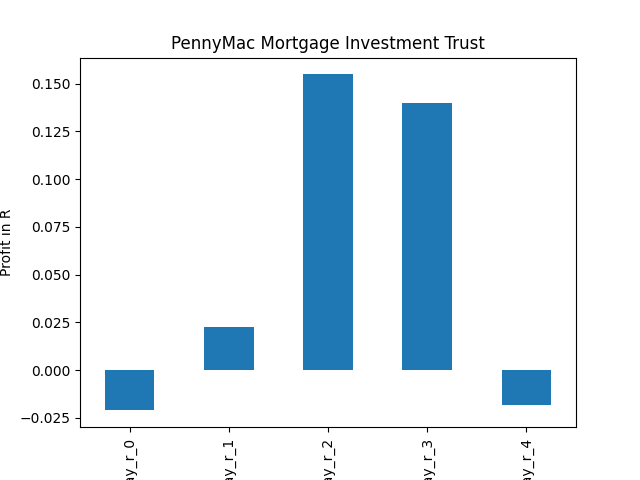 PennyMac Mortgage Investment Trust
Profit in R
0.150
0.125
0.100
0.075
0.050
0.025
0.000
−0.025
ay_r_0
ay_r_1
ay_r_2
ay_r_3
ay_r_4